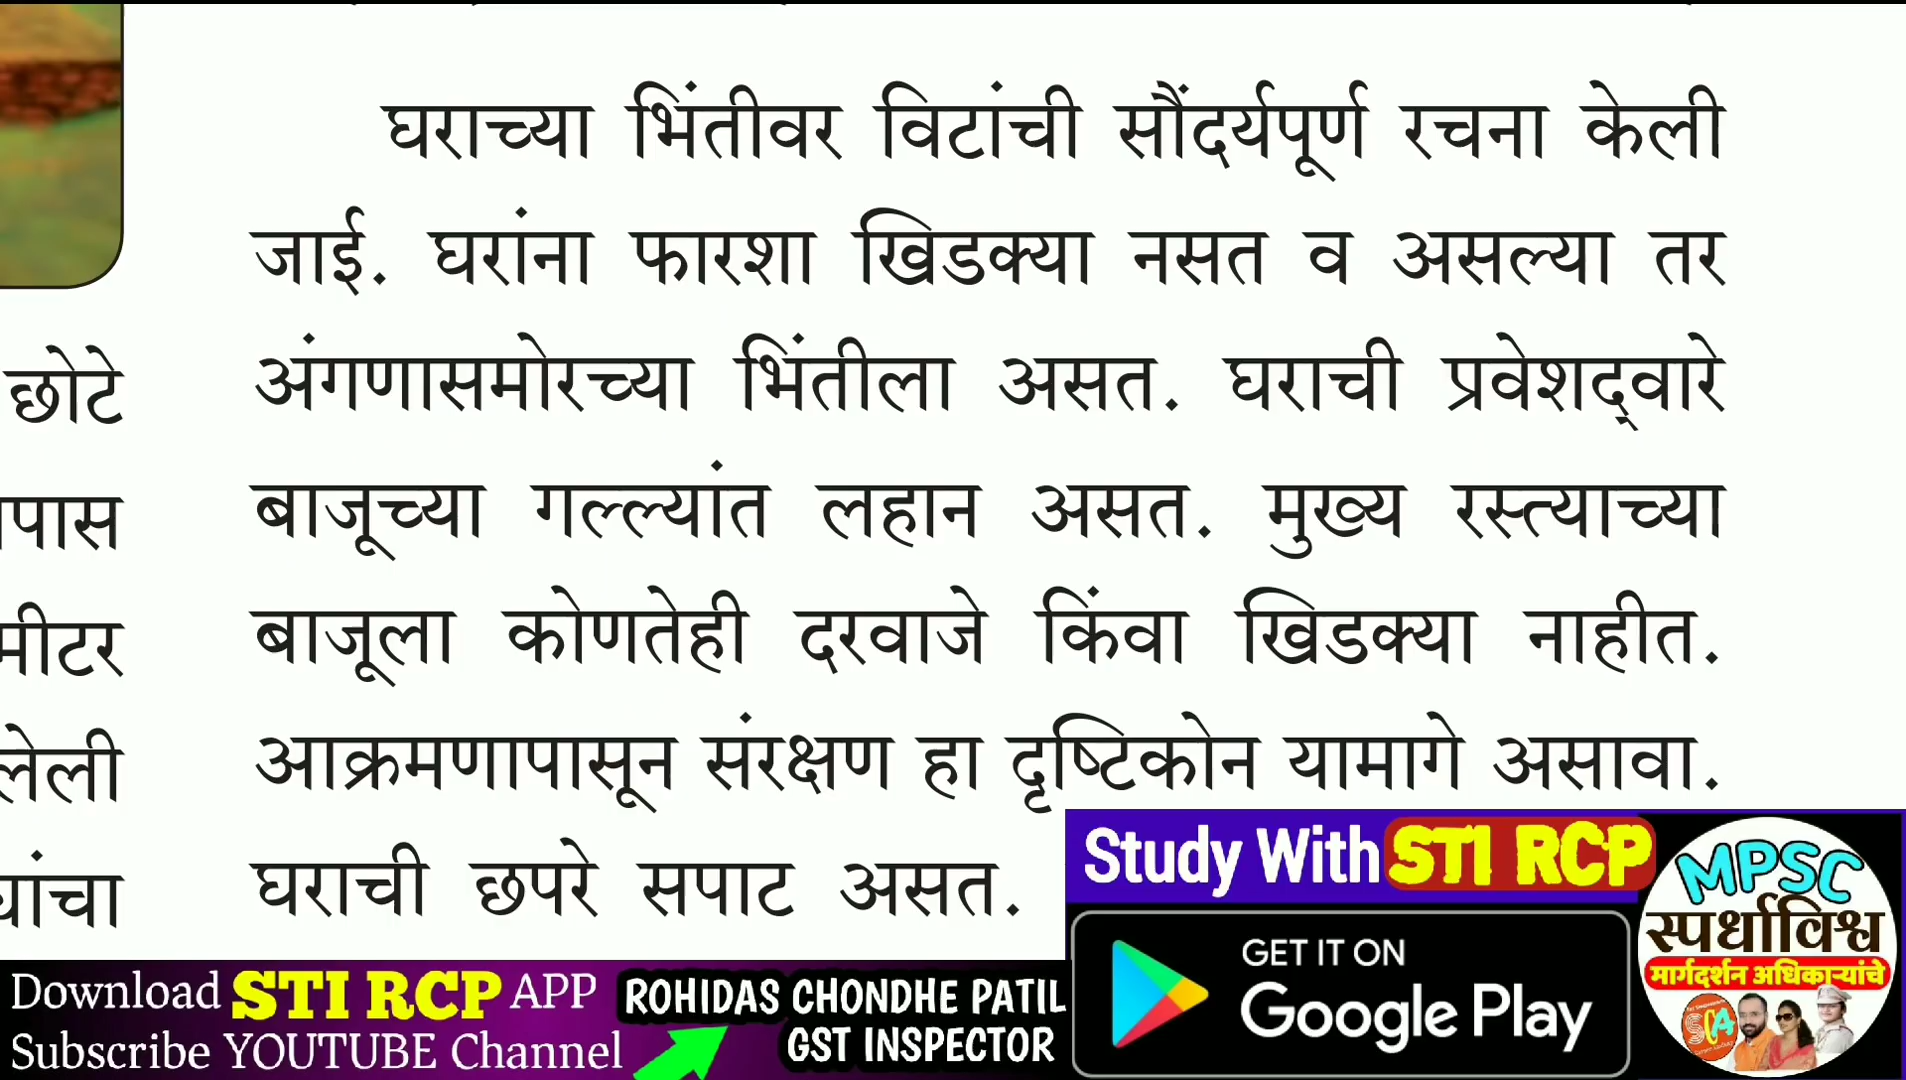 घराच्या भिंतीवर विटांची सौंदर्यपूर्ण रचना केली
जाई. घरांना फारशा खिडक्या नसत व असल्या तर
अंगणासमोरच्या भिंतीला असत. घराची प्रवेशद्‌वारे
बाजूच्या गल्ल्यांत लहान असत. मुख्य रस्त्याच्या
बाजूला कोणतेही दरवाजे किंवा खिडक्या नाहीत.
आक्रमणापासून संरक्षण हा दृष्टिकोन यामागे असावा.
घराची छपरे सपाट असत.
छोटे
पास
मीटर
लेली
यांचा
Study With STI RCP
GET IT ON
Google Play
MPSC
स्पर्धाविश्व
मार्गदर्शन अधिकाऱ्यांचे
Download STI RCP APP
Subscribe YOUTUBE Channel
ROHIDAS CHONDHE PATIL
GST INSPECTOR